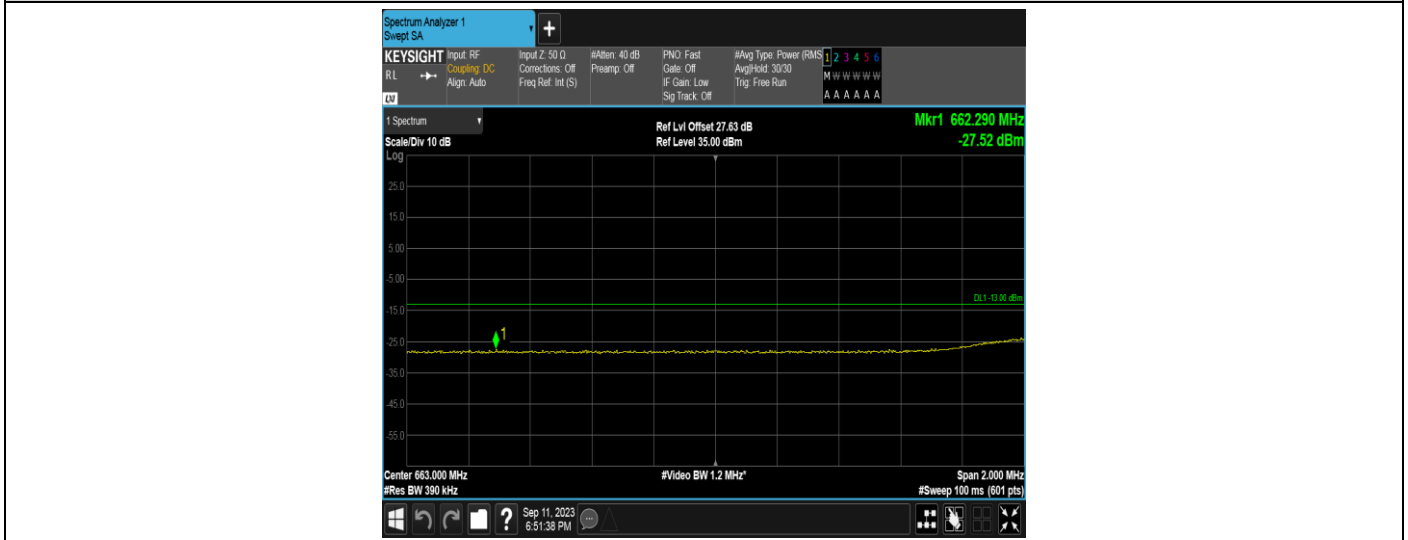 Spectrum Analyzer 1
Swept SA
+
KEYSIGHT Input: RF Input Z: 50 Ω #Atten: 40 dB PNO: Fast #Avg Type: Power (RMS 1 2 3 4 5 6
RL Coupling: DC Corrections: Off Preamp: Off Gate: Off Avg|Hold: 30/30 M W W W W W
Align: Auto Freq Ref: Int (S) IF Gain: Low Trig: Free Run
Sig Track: Off A A A A A A
1 Spectrum Ref Lvl Offset 27.63 dB Mkr1 662.290 MHz
Scale/Div 10 dB Ref Level 35.00 dBm -27.52 dBm
Log
25.0
15.0
5.00
-5.00
DL1 -13.00 dBm
-15.0
1
-25.0
-35.0
-45.0
-55.0
Center 663.000 MHz #Video BW 1.2 MHz* Span 2.000 MHz
#Res BW 390 kHz #Sweep 100 ms (601 pts)
? Sep 11, 2023
6:51:38 PM